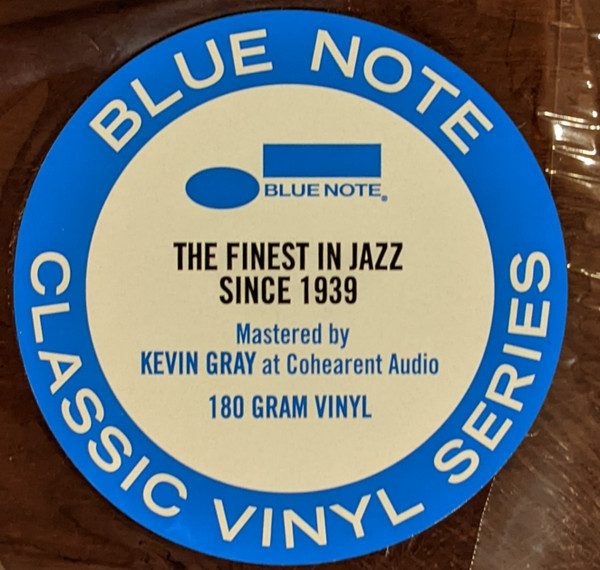 BLUE NOTE
BLUE NOTE®
THE FINEST IN JAZZ
SINCE 1939
Mastered by
KEVIN GRAY at Cohearent Audio
180 GRAM VINYL
CLASSIC VINYL SERIES